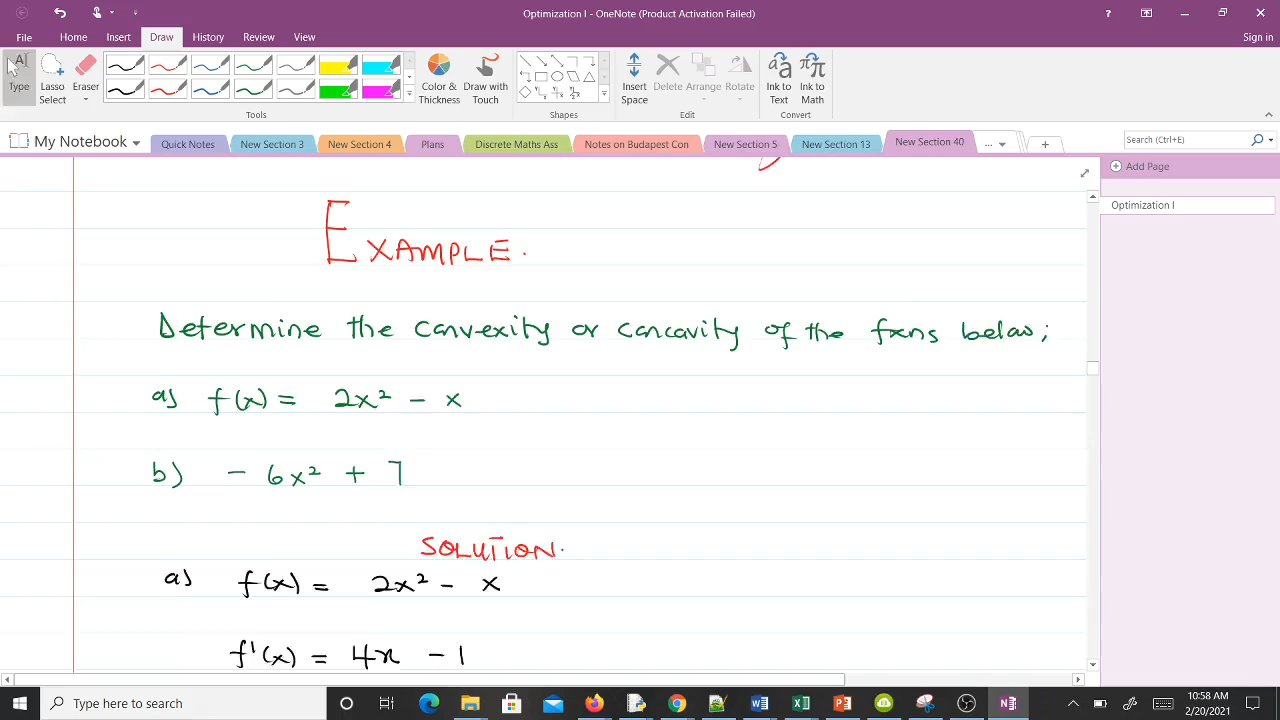 Optimization I - OneNote (Product Activation Failed)
File Home Insert Draw History Review View
Sign in
Type
Lasso Select
Eraser
Color & Thickness
Draw with Touch
Insert Space
Delete
Arrange
Rotate
Ink to Text
Ink to Math
Tools
Shapes
Edit
Convert
My Notebook
Quick Notes
New Section 3
New Section 4
Plans
Discrete Maths Ass
Notes on Budapest Con
New Section 5
New Section 13
New Section 40
...
Search (Ctrl+E)
Add Page
Optimization I
EXAMPLE.
Determine the convexity or concavity of the fxns below;
a) f(x) = 2x² - x
b) - 6x² + 7
SOLUTION.
a) f(x) = 2x² - x
f'(x) = 4x - 1
Type here to search
10:58 AM
2/20/2021